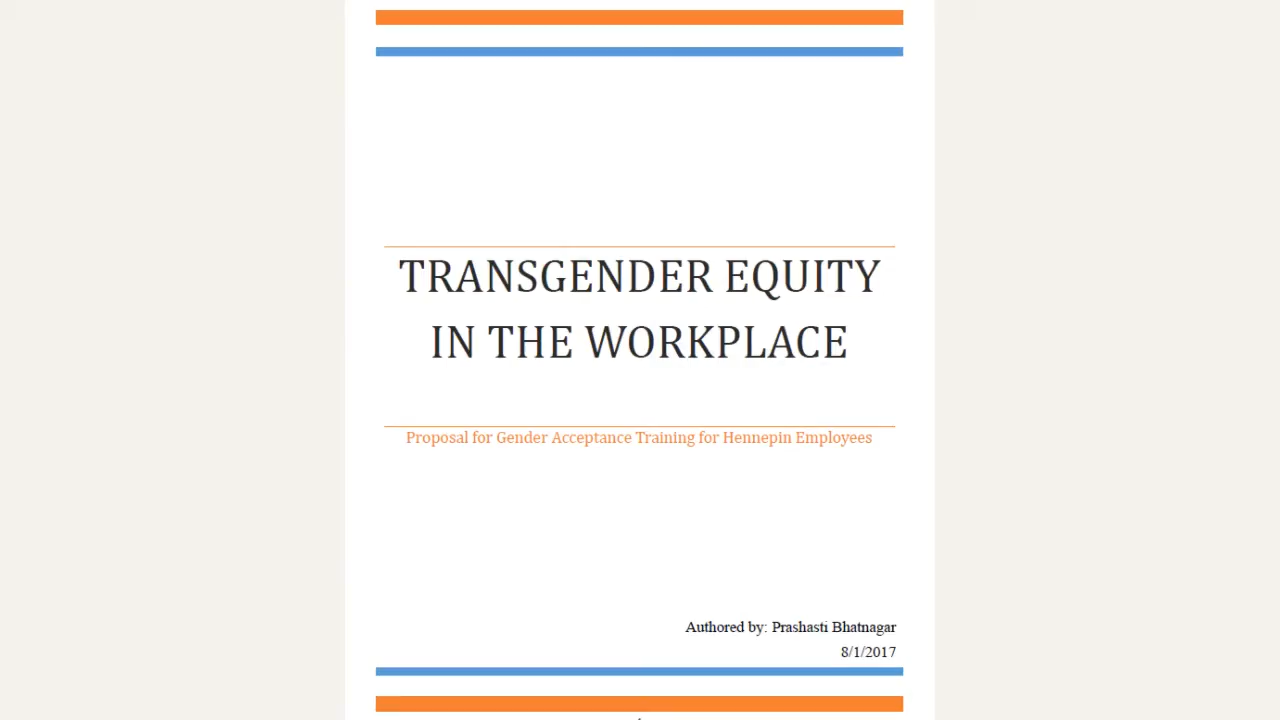 TRANSGENDER EQUITY
IN THE WORKPLACE
Proposal for Gender Acceptance Training for Hennepin Employees
Authored by: Prashasti Bhatnagar
8/1/2017